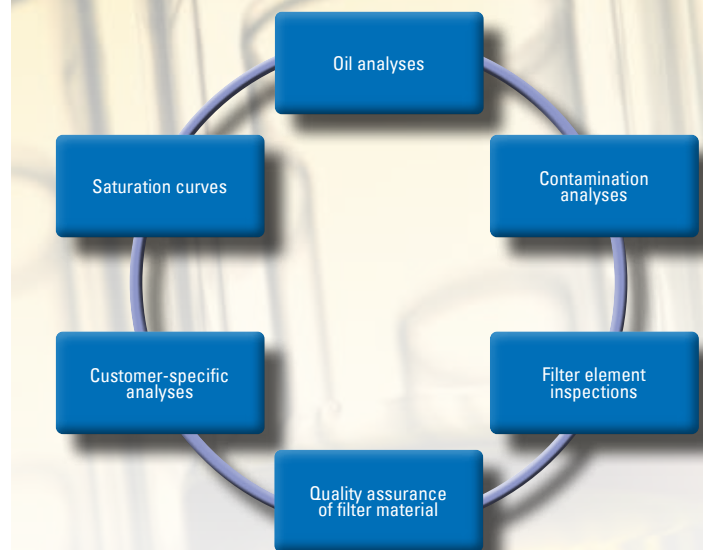 Oil analyses
Saturation curves
Contamination
analyses
Customer-specific
analyses
Filter element
inspections
Quality assurance
of filter material